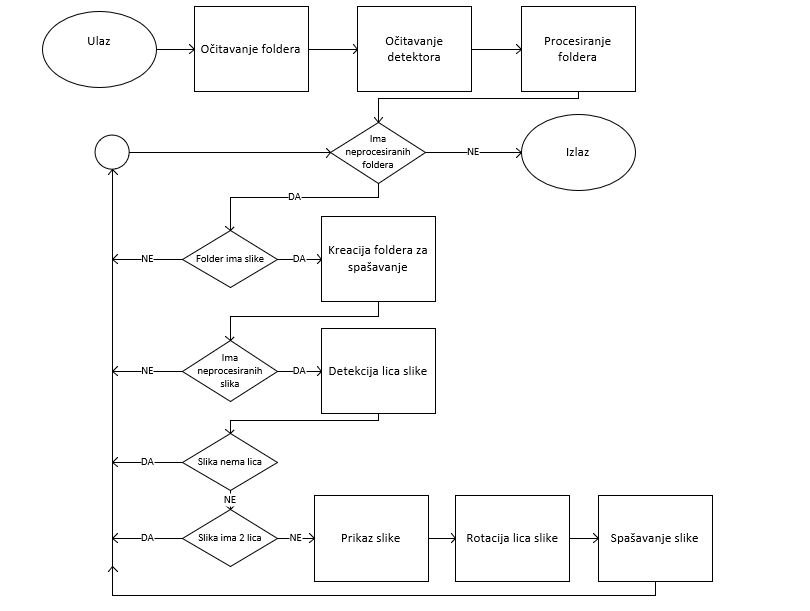 Ulaz
Očitavanje foldera
Očitavanje
detektora
Procesiranje
foldera
Ima
neprocesiranih
foldera
NE
Izlaz
DA
NE
Folder ima slike
DA
Kreacija foldera za
spašavanje
NE
Ima
neprocesiranih
slika
DA
Detekcija lica slike
DA
Slika nema lica
NE
DA
Slika ima 2 lica
NE
Prikaz slike
Rotacija lica slike
Spašavanje slike